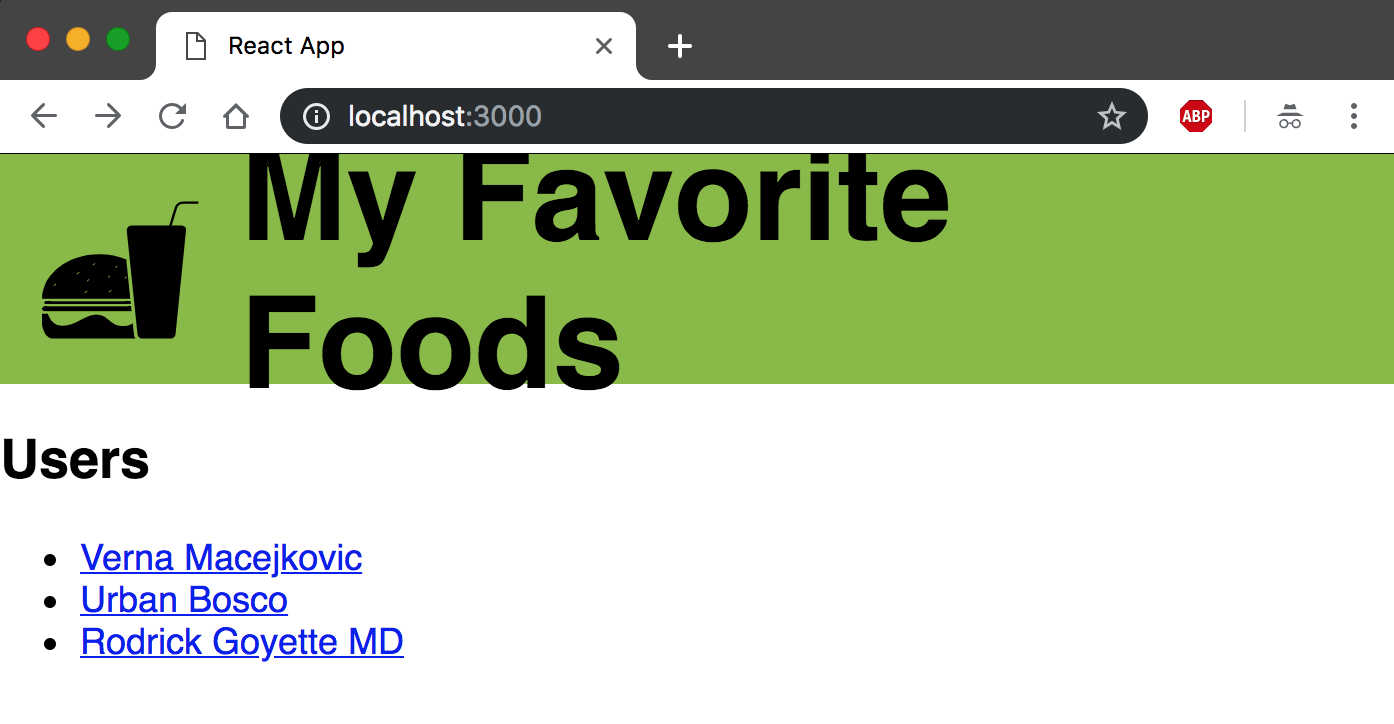 React App
localhost:3000
ABP
My Favorite
Foods
Users
Verna Macejkovic
Urban Bosco
Rodrick Goyette MD